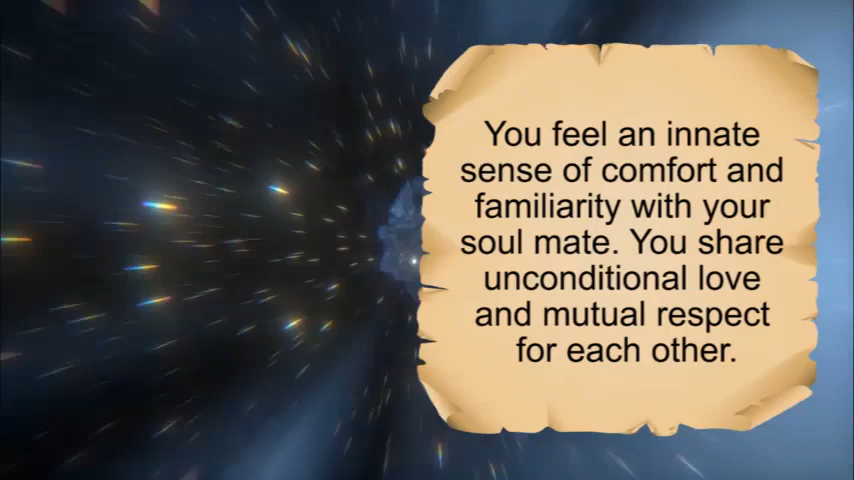 You feel an innate
sense of comfort and
familiarity with your
soul mate. You share
unconditional love
and mutual respect
for each other.